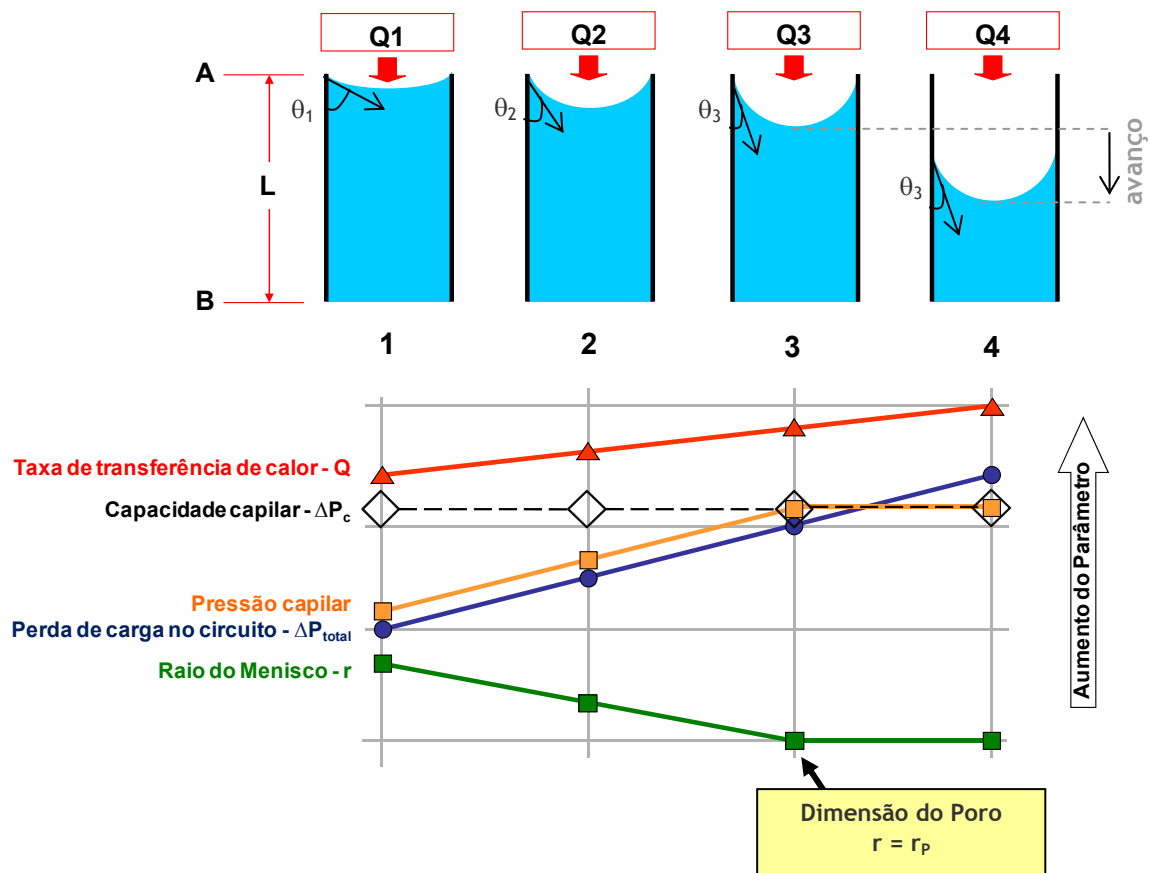 Q1 Q2 Q3 Q4
A
θ1 θ2 θ3
avanço
L
θ3
B
1 2 3 4
Taxa de transferência de calor - Q
Capacidade capilar - ΔPc
Pressão capilar
Perda de carga no circuito - ΔPtotal
Raio do Menisco - r
Aumento do Parâmetro
Dimensão do Poro
r = rP